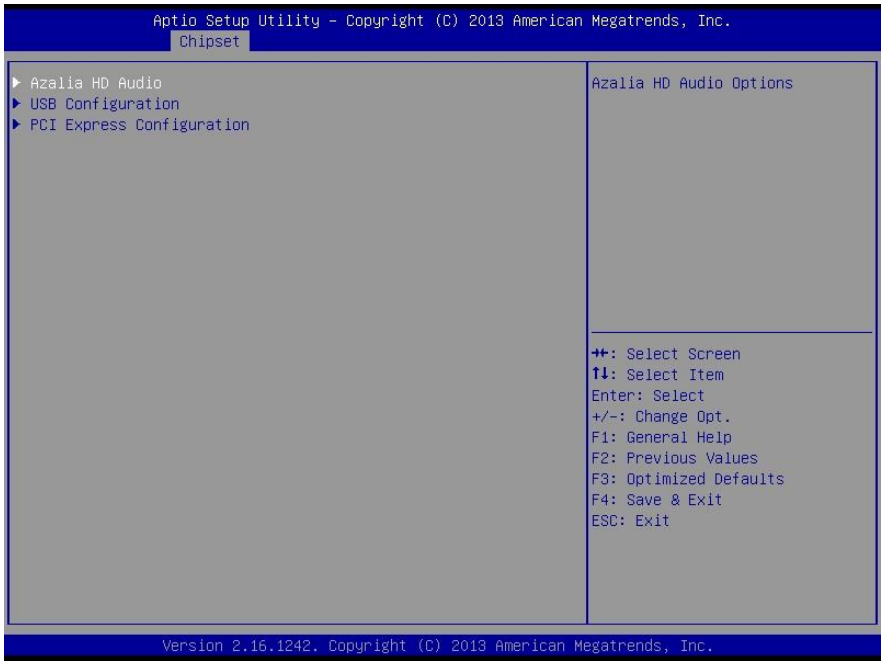 Aptio Setup Utility – Copyright (C) 2013 American Megatrends, Inc.
Chipset
▶ Azalia HD Audio
▶ USB Configuration
▶ PCI Express Configuration
Azalia HD Audio Options
→←: Select Screen
↑↓: Select Item
Enter: Select
+/-: Change Opt.
F1: General Help
F2: Previous Values
F3: Optimized Defaults
F4: Save & Exit
ESC: Exit
Version 2.16.1242. Copyright (C) 2013 American Megatrends, Inc.